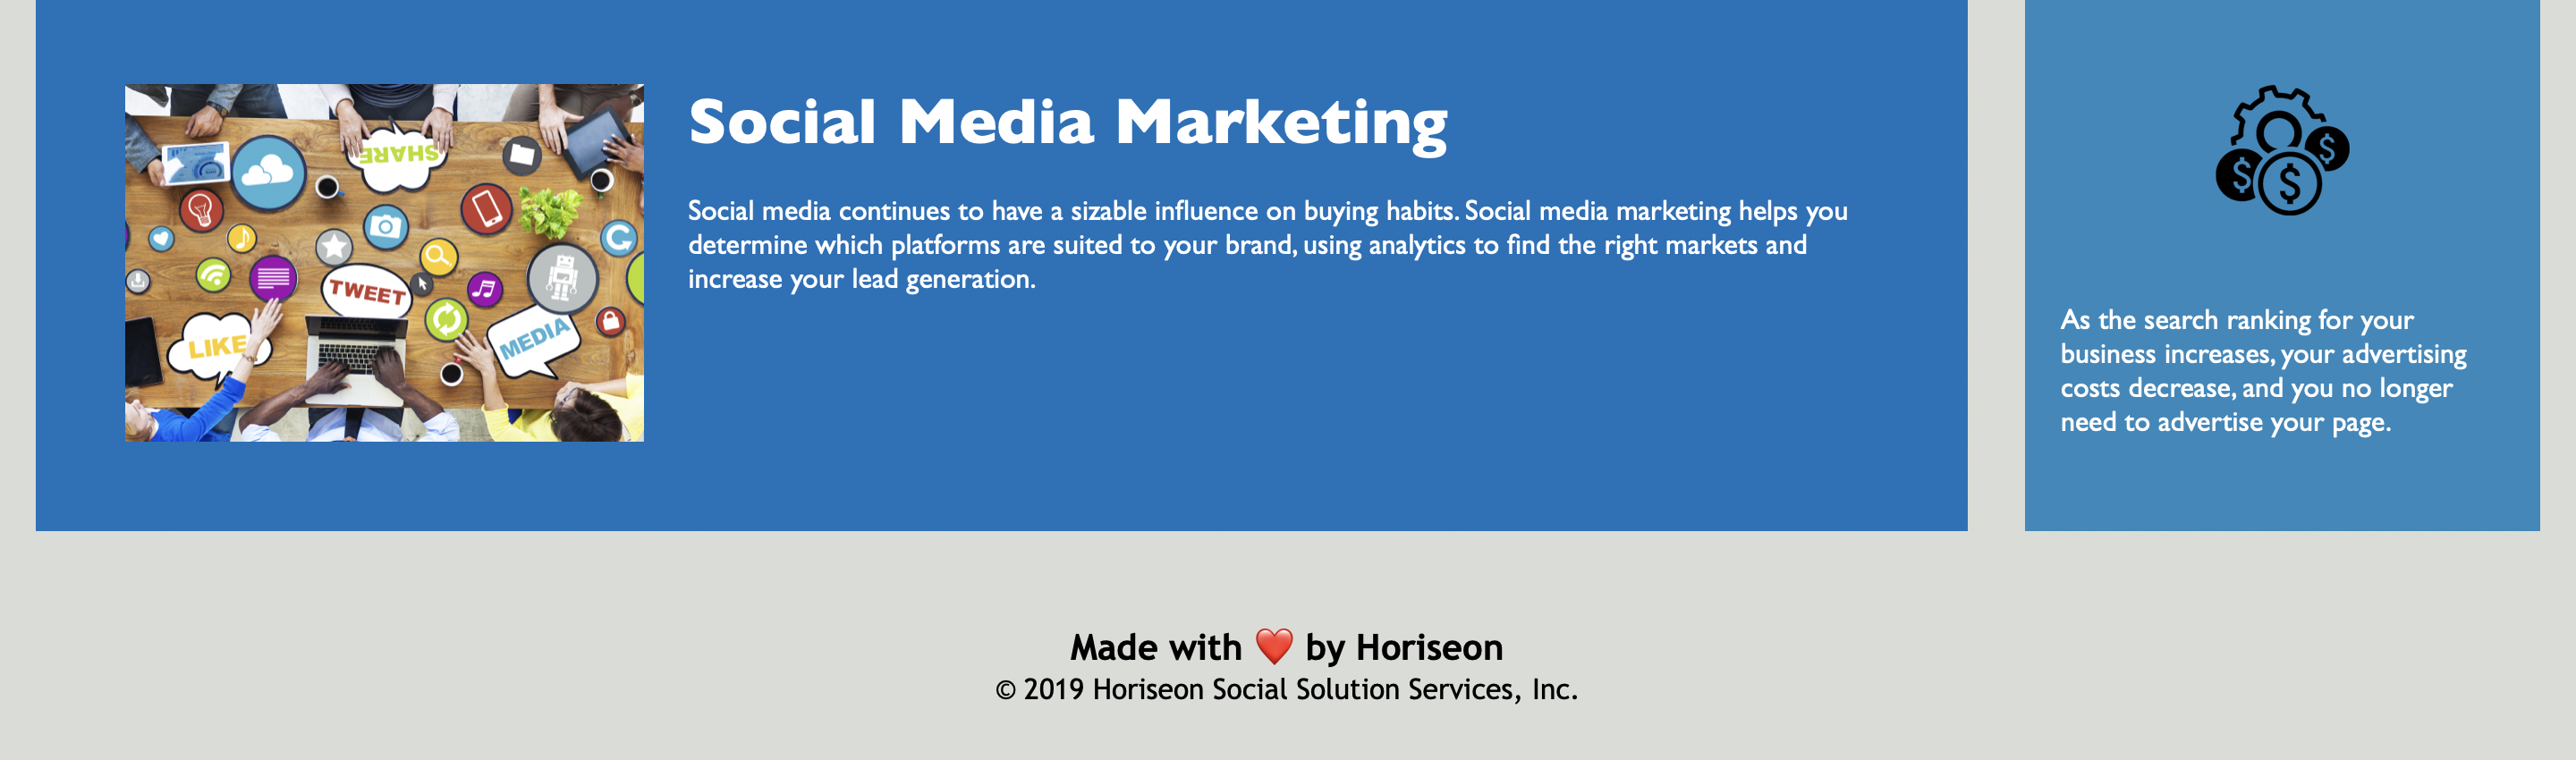 SHARE
TWEET
LIKE
MEDIA
Social Media Marketing
Social media continues to have a sizable influence on buying habits. Social media marketing helps you
determine which platforms are suited to your brand, using analytics to find the right markets and
increase your lead generation.
$ $ $
As the search ranking for your
business increases, your advertising
costs decrease, and you no longer
need to advertise your page.
Made with ❤️ by Horiseon
© 2019 Horiseon Social Solution Services, Inc.